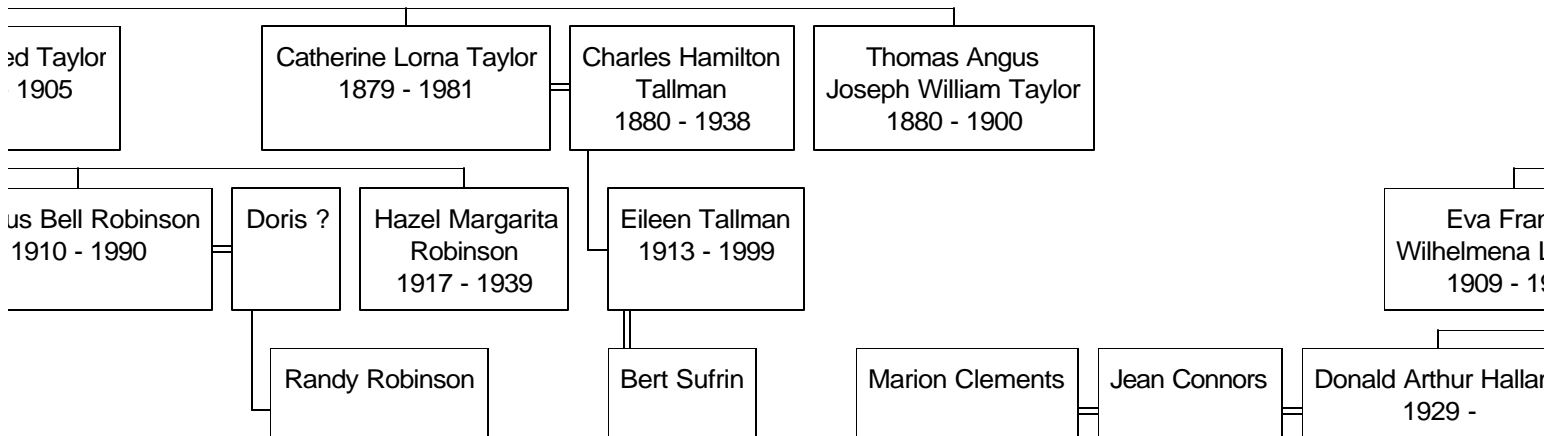 ed Taylor
- 1905
Catherine Lorna Taylor
1879 - 1981
Charles Hamilton
Tallman
1880 - 1938
Thomas Angus
Joseph William Taylor
1880 - 1900
us Bell Robinson
1910 - 1990
Doris ?
Hazel Margarita
Robinson
1917 - 1939
Eileen Tallman
1913 - 1999
Eva Fran
Wilhelmena L
1909 - 19
Randy Robinson
Bert Sufrin
Marion Clements
Jean Connors
Donald Arthur Hallar
1929 -